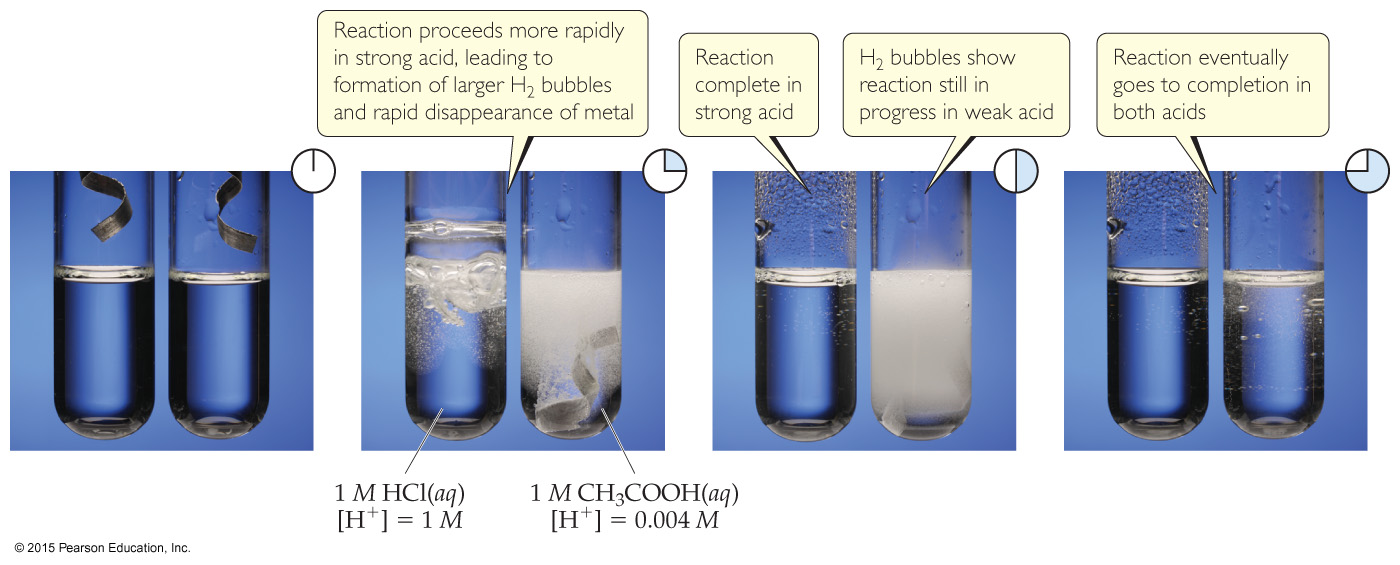 Reaction proceeds more rapidly
in strong acid, leading to
formation of larger H₂ bubbles
and rapid disappearance of metal
Reaction
complete in
strong acid
H₂ bubbles show
reaction still in
progress in weak acid
Reaction eventually
goes to completion in
both acids
1 M HCl(aq)
[H⁺] = 1 M
1 M CH₃COOH(aq)
[H⁺] = 0.004 M
© 2015 Pearson Education, Inc.